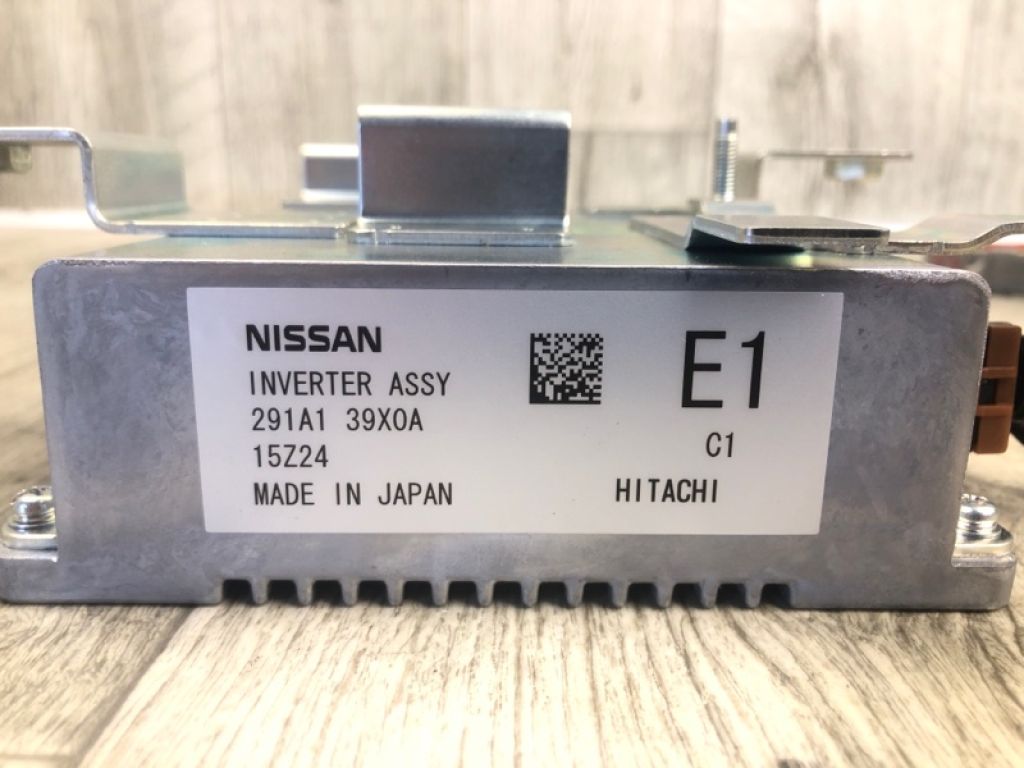 NISSAN
INVERTER ASSY
291A1 39X0A
15Z24
MADE IN JAPAN
E1
C1
HITACHI